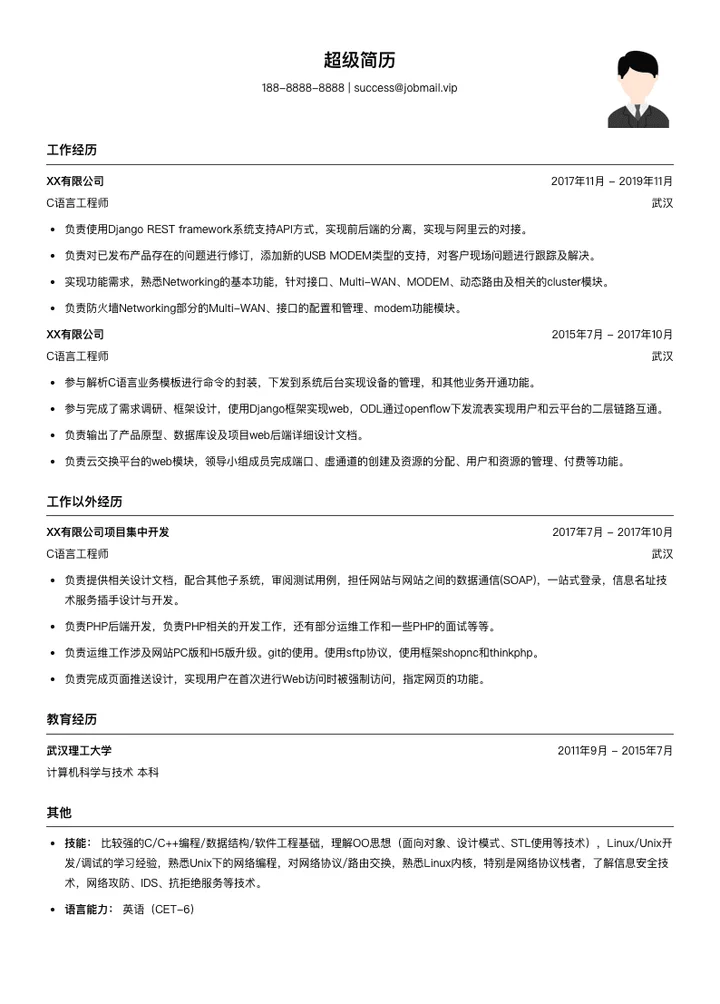 超级简历
188-8888-8888 | success@jobmail.vip
工作经历
XX有限公司 2017年11月 – 2019年11月
C语言工程师 武汉
• 负责使用Django REST framework系统支持API方式，实现前后端的分离，实现与阿里云的对接。
• 负责对已发布产品存在的问题进行修订，添加新的USB MODEM类型的支持，对客户现场问题进行跟踪及解决。
• 实现功能需求，熟悉Networking的基本功能，针对接口、Multi-WAN、MODEM、动态路由及相关的cluster模块。
• 负责防火墙Networking部分的Multi-WAN、接口的配置和管理、modem功能模块。
XX有限公司 2015年7月 – 2017年10月
C语言工程师 武汉
• 参与解析C语言业务模板进行命令的封装，下发到系统后台实现设备的管理，和其他业务开通功能。
• 参与完成了需求调研、框架设计，使用Django框架实现web，ODL通过openflow下发流表实现用户和云平台的二层链路互通。
• 负责输出了产品原型、数据库设及项目web后端详细设计文档。
• 负责云交换平台的web模块，领导小组成员完成端口、虚通道的创建及资源的分配、用户和资源的管理、付费等功能。
工作以外经历
XX有限公司项目集中开发 2017年7月 – 2017年10月
C语言工程师 武汉
• 负责提供相关设计文档，配合其他子系统，审阅测试用例，担任网站与网站之间的数据通信(SOAP)，一站式登录，信息名址技
术服务插手设计与开发。
• 负责PHP后端开发，负责PHP相关的开发工作，还有部分运维工作和一些PHP的面试等等。
• 负责运维工作涉及网站PC版和H5版升级。git的使用。使用sftp协议，使用框架shopnc和thinkphp。
• 负责完成页面推送设计，实现用户在首次进行Web访问时被强制访问，指定网页的功能。
教育经历
武汉理工大学 2011年9月 – 2015年7月
计算机科学与技术 本科
其他
• 技能： 比较强的C/C++编程/数据结构/软件工程基础，理解OO思想（面向对象、设计模式、STL使用等技术），Linux/Unix开
发/调试的学习经验，熟悉Unix下的网络编程，对网络协议/路由交换，熟悉Linux内核，特别是网络协议栈者，了解信息安全技
术，网络攻防、IDS、抗拒绝服务等技术。
• 语言能力： 英语（CET-6）